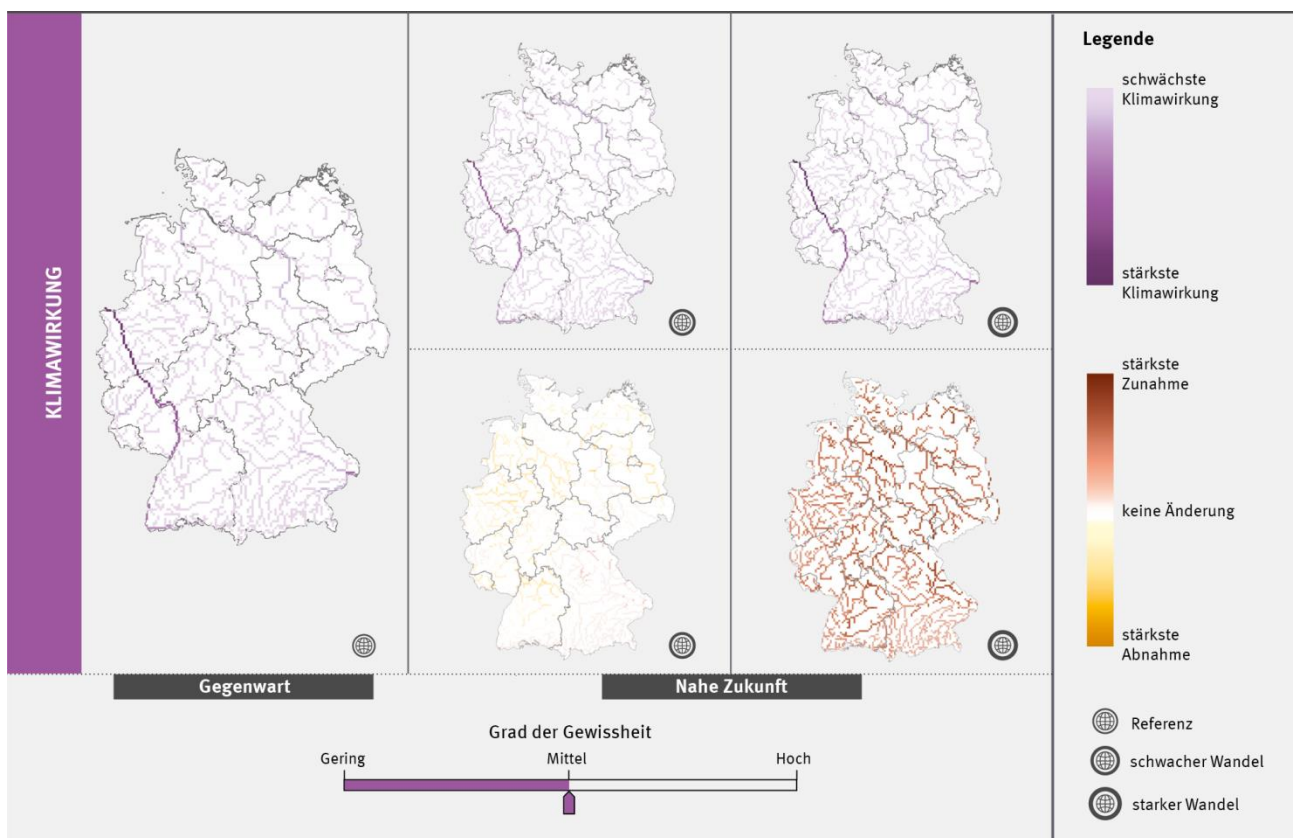 KLIMAWIRKUNG
Gegenwart
Nahe Zukunft
Grad der Gewissheit
Gering
Mittel
Hoch
Legende
schwächste
Klimawirkung
stärkste
Klimawirkung
stärkste
Zunahme
keine Änderung
stärkste
Abnahme
Referenz
schwacher Wandel
starker Wandel